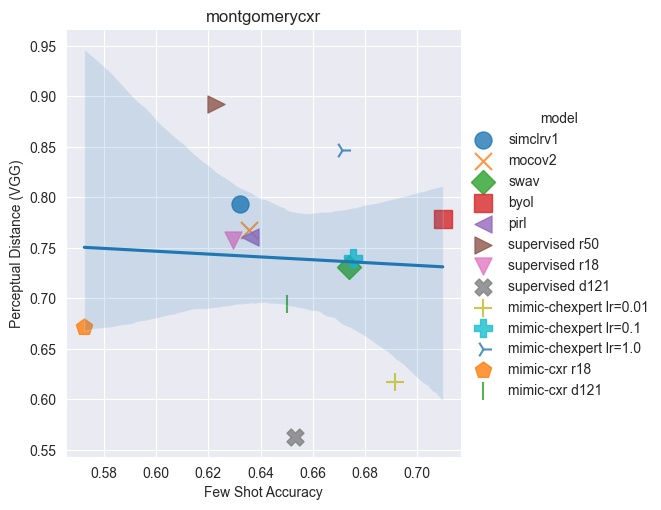 montgomerycxr
0.95
0.90
0.85
0.80
0.75
0.70
0.65
0.60
0.55
Perceptual Distance (VGG)
0.58 0.60 0.62 0.64 0.66 0.68 0.70
Few Shot Accuracy
model
simclrv1
mocov2
swav
byol
pirl
supervised r50
supervised r18
supervised d121
mimic-chexpert lr=0.01
mimic-chexpert lr=0.1
mimic-chexpert lr=1.0
mimic-cxr r18
mimic-cxr d121